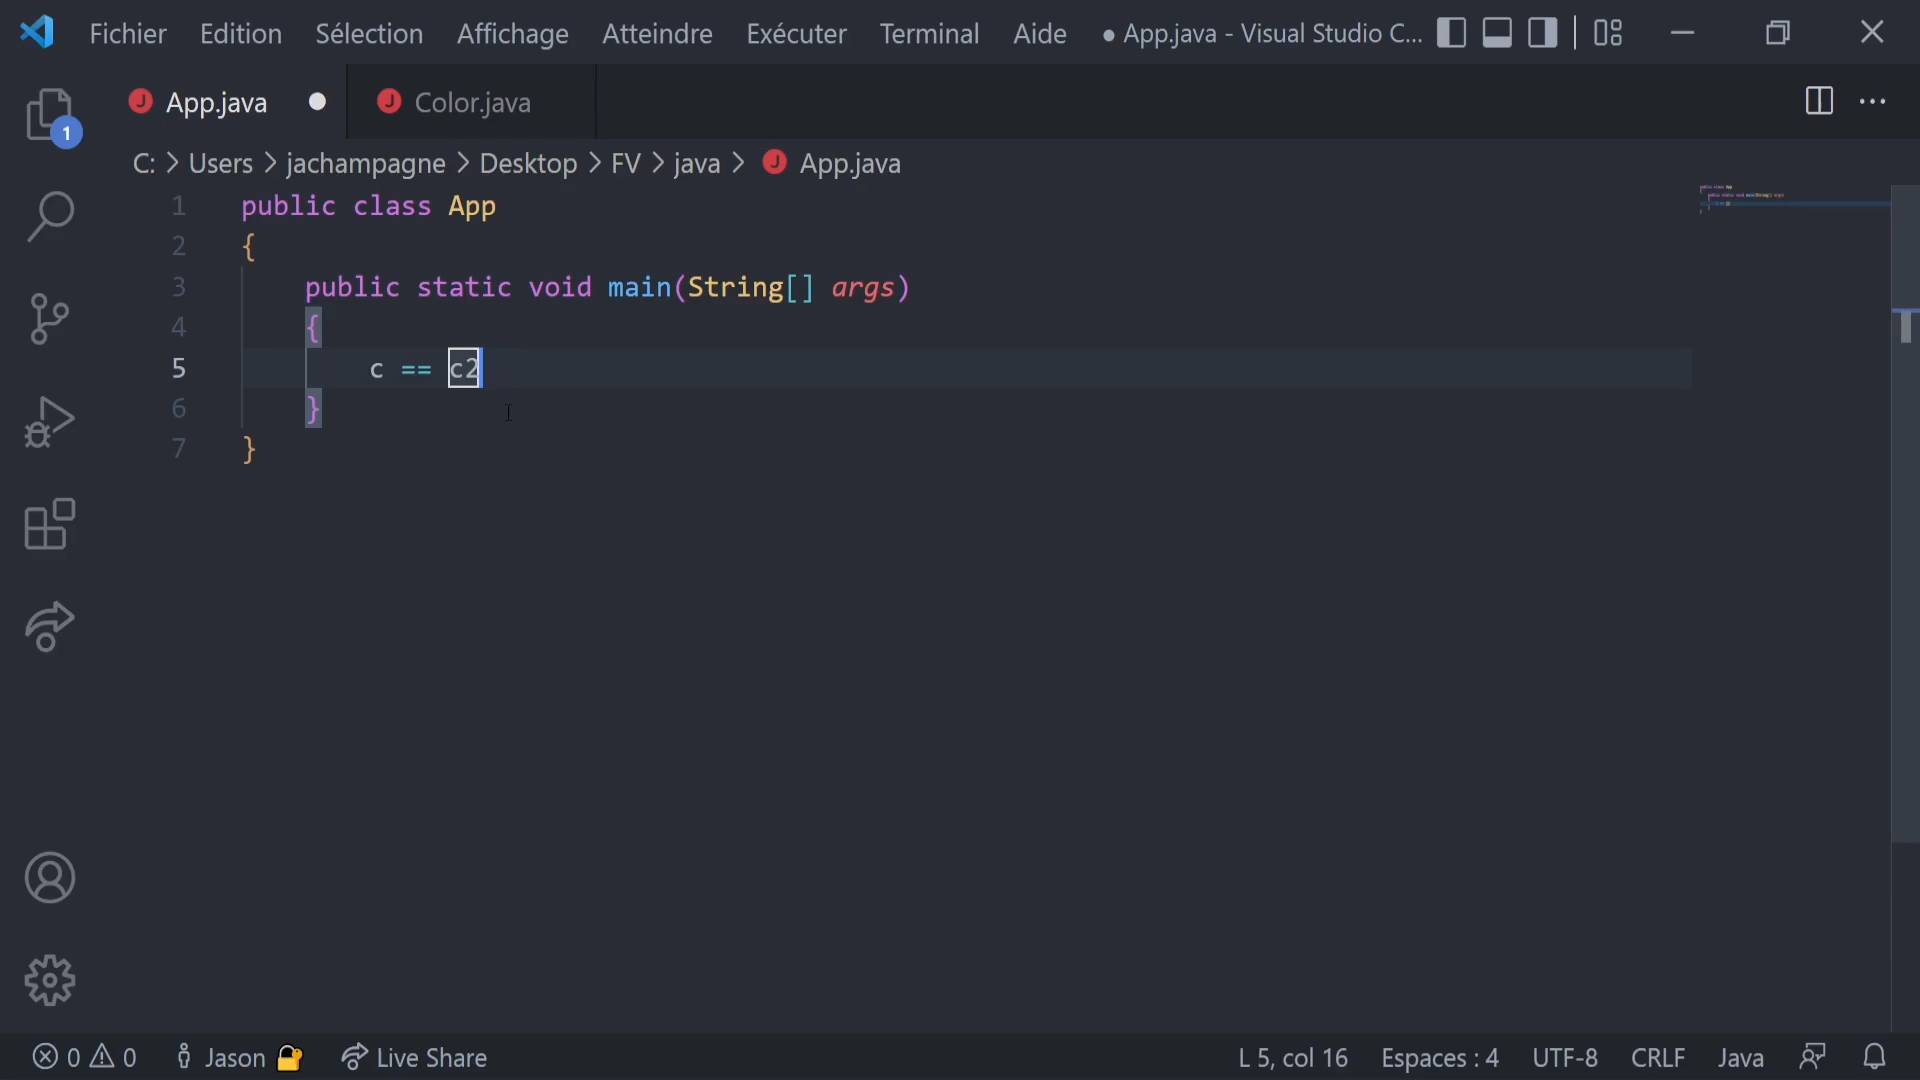 Fichier Edition Sélection Affichage Atteindre Exécuter Terminal Aide ● App.java - Visual Studio C...
App.java Color.java
1
C: > Users > jachampagne > Desktop > FV > java > App.java
1 public class App
2 {
3 public static void main(String[] args)
4 {
5 c == c2
6 }
7 }
0 0 Jason Live Share L 5, col 16 Espaces : 4 UTF-8 CRLF Java